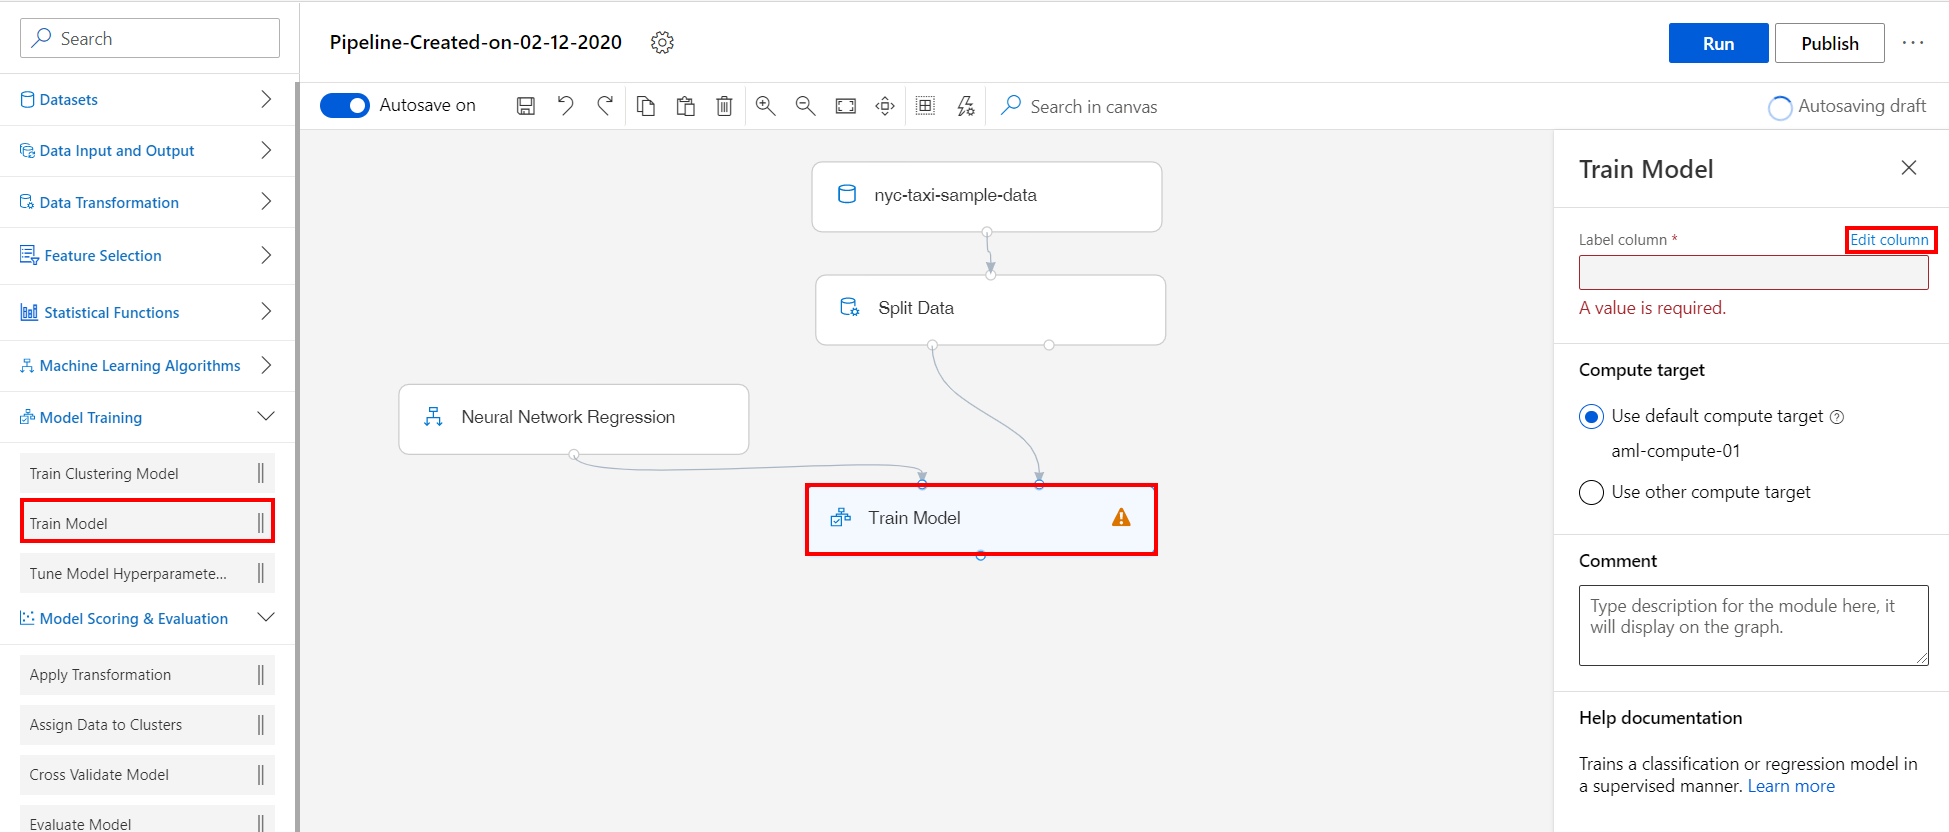 Search
Datasets
Data Input and Output
Data Transformation
Feature Selection
Statistical Functions
Machine Learning Algorithms
Model Training
Train Clustering Model
Train Model
Tune Model Hyperparamete...
Model Scoring & Evaluation
Apply Transformation
Assign Data to Clusters
Cross Validate Model
Evaluate Model
Pipeline-Created-on-02-12-2020
Run
Publish
Autosave on
Search in canvas
Autosaving draft
nyc-taxi-sample-data
Split Data
Neural Network Regression
Train Model
Train Model
Label column *
Edit column
A value is required.
Compute target
Use default compute target
aml-compute-01
Use other compute target
Comment
Type description for the module here, it
will display on the graph.
Help documentation
Trains a classification or regression model in
a supervised manner. Learn more